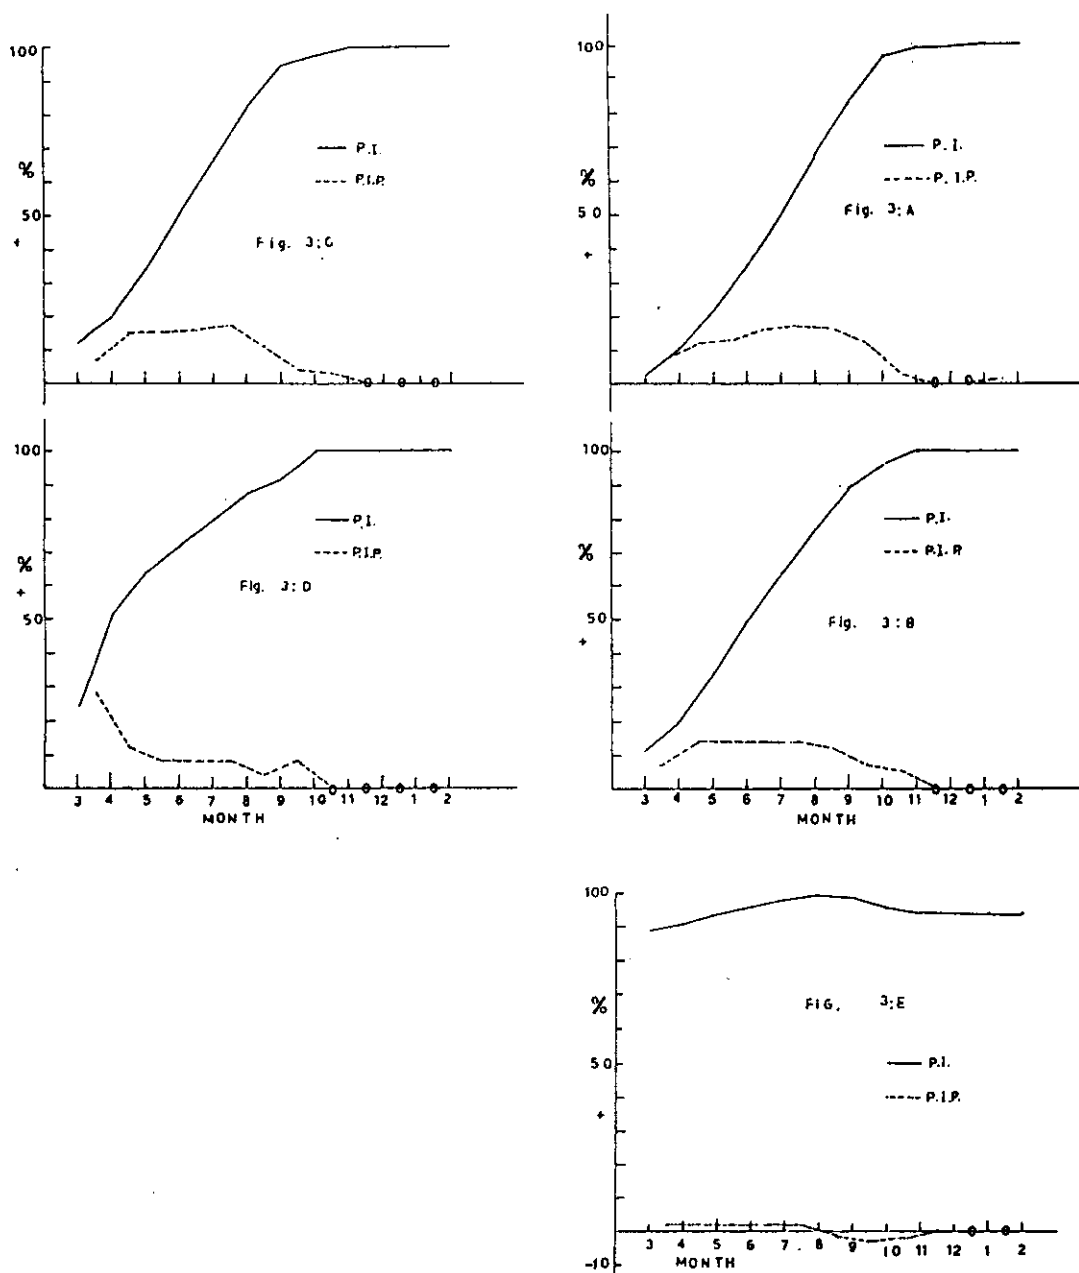 100
%
50
+
P.I.
P.I.P.
Fig. 3:C
100
%
50
+
P.I.
P.I.P.
Fig. 3:A
100
%
+
50
P.I.
P.I.P.
Fig. 3:D
3 4 5 6 7 8 9 10 11 12 1 2
MONTH
100
%
50
+
P.I.
P.I.P
Fig. 3:B
3 4 5 6 7 8 9 10 11 12 1 2
MONTH
100
%
50
+
FIG. 3:E
P.I.
P.I.P.
3 4 5 6 7 8 9 10 11 12 1 2
-10
MONTH